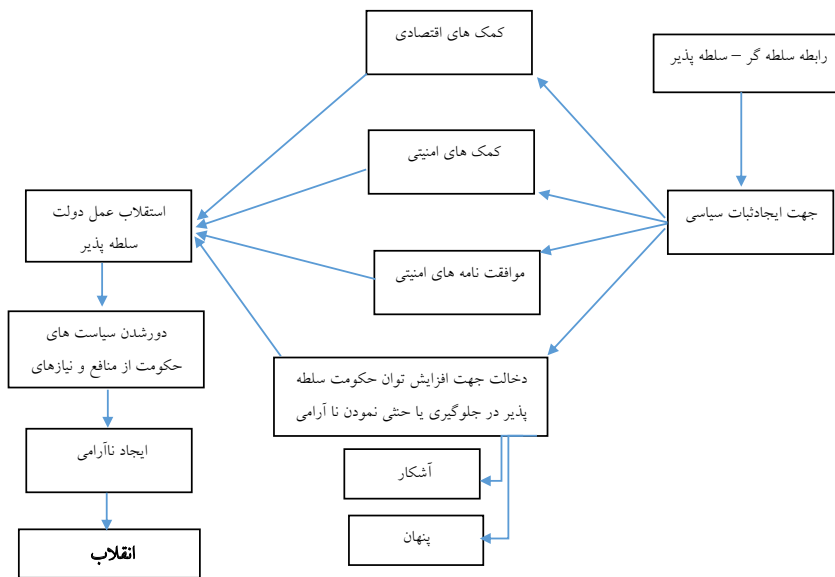 رابطه سلطه گر – سلطه پذیر
جهت ایجادثبات سیاسی
کمک های اقتصادی
کمک های امنیتی
موافقت نامه های امنیتی
دخالت جهت افزایش توان حکومت سلطه
پذیر در جلوگیری یا حنثی نمودن نا آرامی
آشکار
پنهان
استقلاب عمل دولت
سلطه پذیر
دورشدن سیاست های
حکومت از منافع و نیازهای
ایجاد ناآرامی
انقلاب